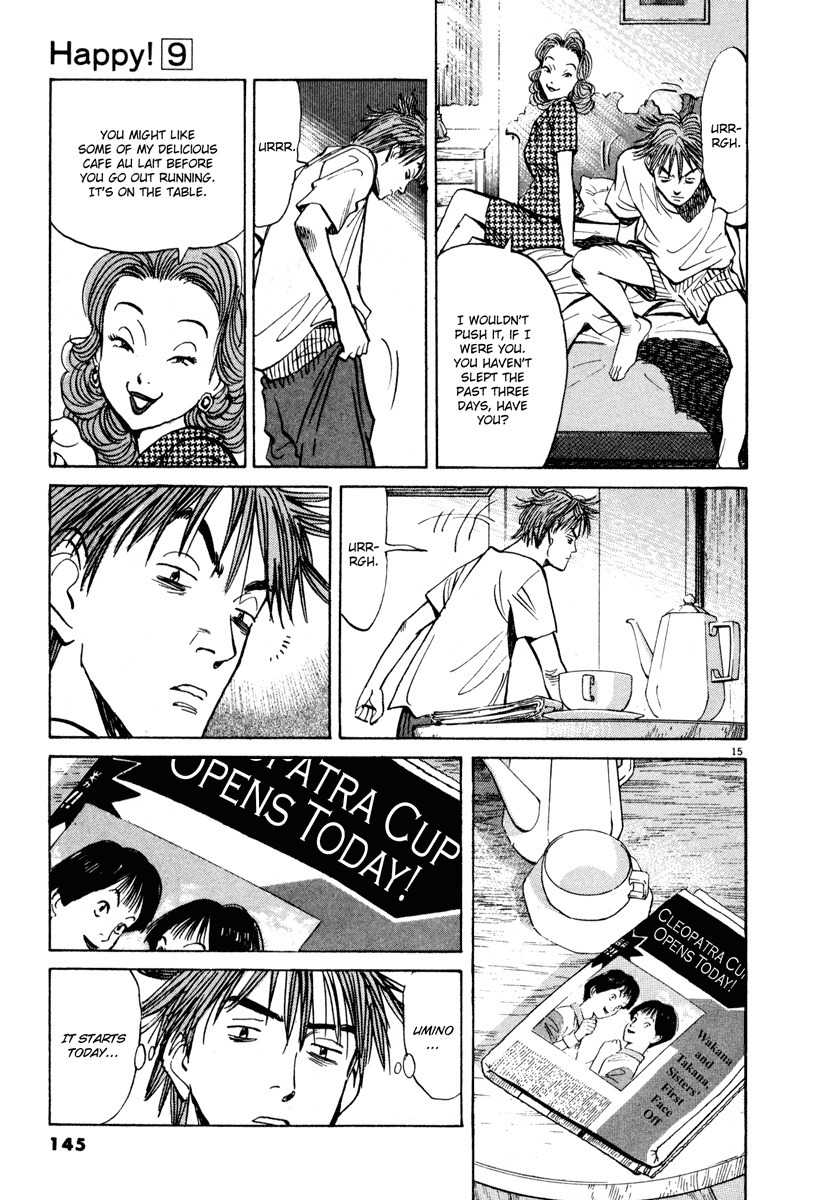 Happy! 9
URR-
RGH.
I WOULDN'T
PUSH IT, IF I
WERE YOU.
YOU HAVEN'T
SLEPT THE
PAST THREE
DAYS, HAVE
YOU?
URRR.
YOU MIGHT LIKE
SOME OF MY DELICIOUS
CAFE AU LAIT BEFORE
YOU GO OUT RUNNING.
IT'S ON THE TABLE.
URR-
RGH.
15
CLEOPATRA CUP
OPENS TODAY!
Wakana
and
Takana,
Sisters'
First
Face
Off
OPATRA CUP
OPENS TODAY!
UMINO
...
IT STARTS
TODAY...
145